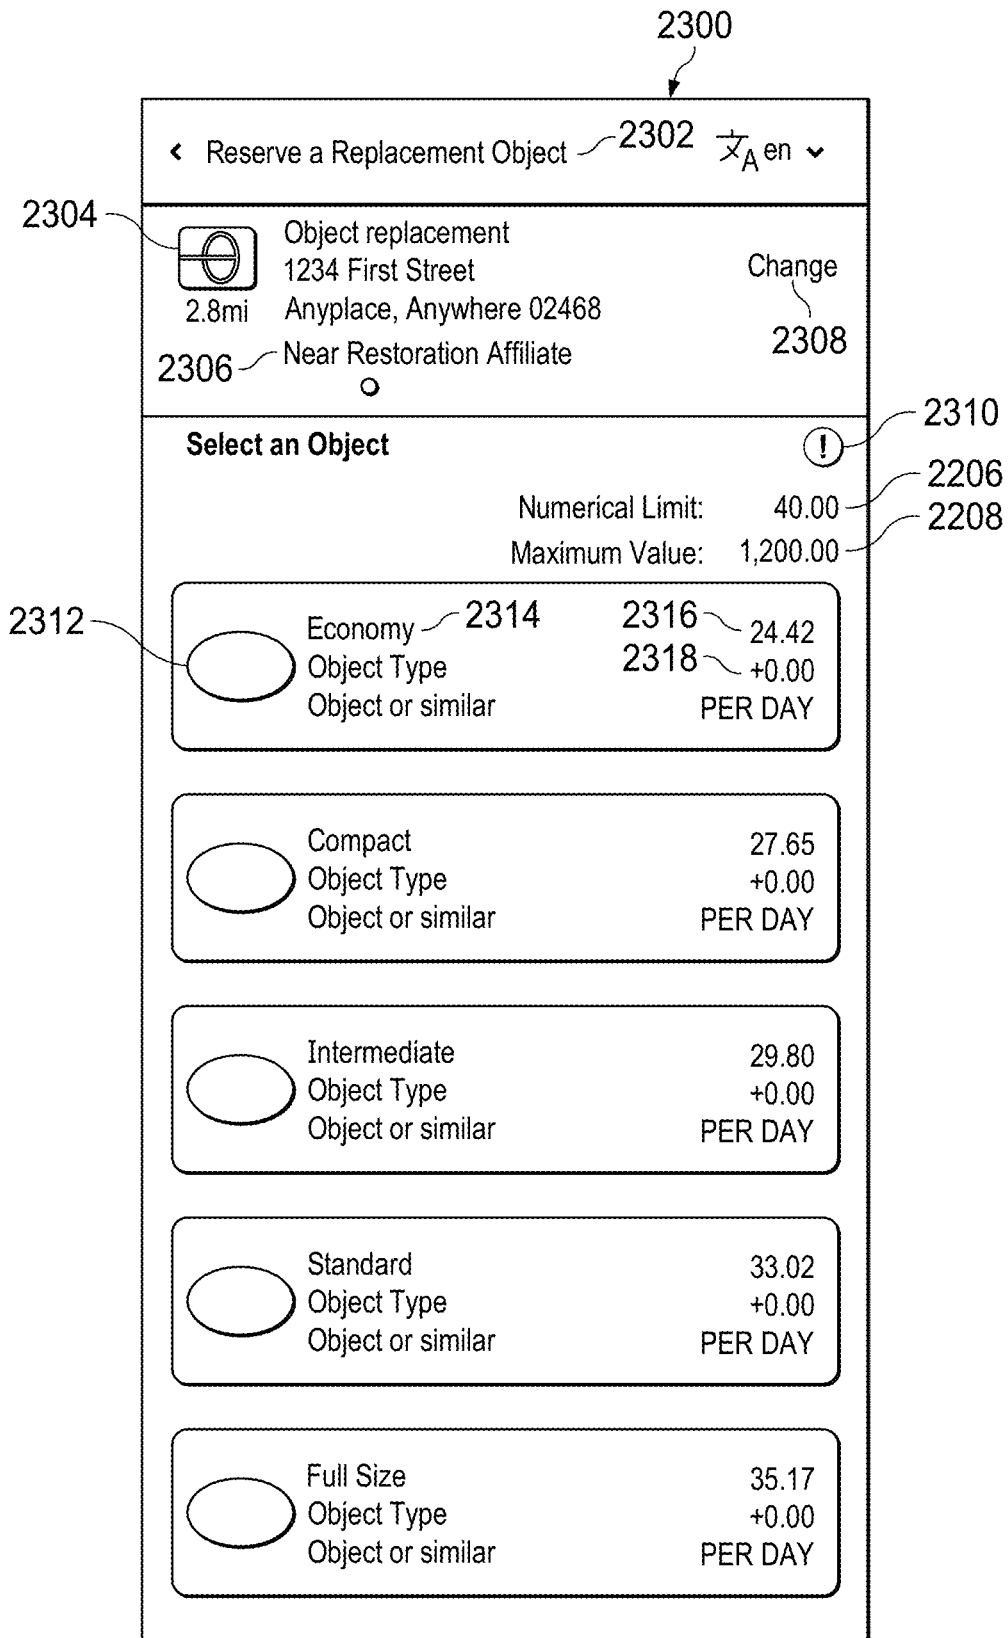 2300
< Reserve a Replacement Object 2302 文A en
2304
Object replacement
1234 First Street
Change
2.8mi Anyplace, Anywhere 02468
2308
2306 Near Restoration Affiliate
Select an Object ! 2310
Numerical Limit: 40.00 2206
Maximum Value: 1,200.00 2208
2312
Economy 2314 2316 24.42
Object Type 2318 +0.00
Object or similar PER DAY
Compact 27.65
Object Type +0.00
Object or similar PER DAY
Intermediate 29.80
Object Type +0.00
Object or similar PER DAY
Standard 33.02
Object Type +0.00
Object or similar PER DAY
Full Size 35.17
Object Type +0.00
Object or similar PER DAY